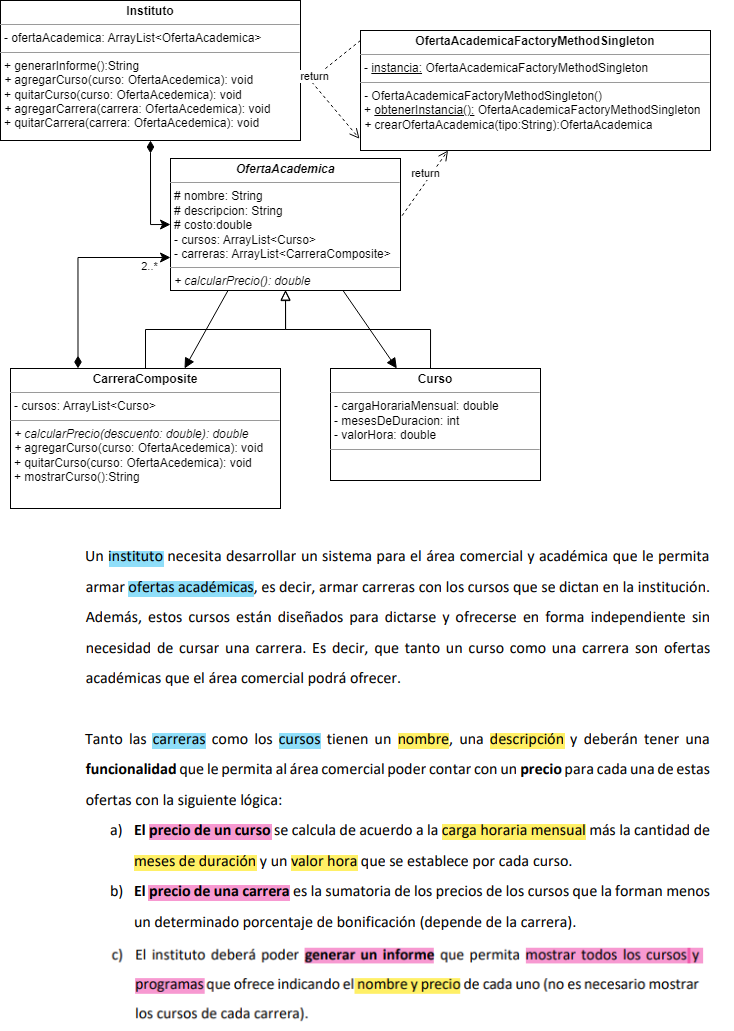 Instituto
- ofertaAcademica: ArrayList<OfertaAcademica>
+ generarInforme():String
+ agregarCurso(curso: OfertaAcedemica): void
+ quitarCurso(curso: OfertaAcedemica): void
+ agregarCarrera(carrera: OfertaAcedemica): void
+ quitarCarrera(carrera: OfertaAcedemica): void
return
OfertaAcademicaFactoryMethodSingleton
- instancia: OfertaAcademicaFactoryMethodSingleton
- OfertaAcademicaFactoryMethodSingleton()
+ obtenerInstancia(): OfertaAcademicaFactoryMethodSingleton
+ crearOfertaAcademica(tipo:String):OfertaAcademica
return
OfertaAcademica
# nombre: String
# descripcion: String
# costo:double
- cursos: ArrayList<Curso>
- carreras: ArrayList<CarreraComposite>
+ calcularPrecio(): double
2..*
CarreraComposite
- cursos: ArrayList<Curso>
+ calcularPrecio(descuento: double): double
+ agregarCurso(curso: OfertaAcedemica): void
+ quitarCurso(curso: OfertaAcedemica): void
+ mostrarCurso():String
Curso
- cargaHorariaMensual: double
- mesesDeDuracion: int
- valorHora: double
Un instituto necesita desarrollar un sistema para el área comercial y académica que le permita
armar ofertas académicas, es decir, armar carreras con los cursos que se dictan en la institución.
Además, estos cursos están diseñados para dictarse y ofrecerse en forma independiente sin
necesidad de cursar una carrera. Es decir, que tanto un curso como una carrera son ofertas
académicas que el área comercial podrá ofrecer.
Tanto las carreras como los cursos tienen un nombre, una descripción y deberán tener una
funcionalidad que le permita al área comercial poder contar con un precio para cada una de estas
ofertas con la siguiente lógica:
a) El precio de un curso se calcula de acuerdo a la carga horaria mensual más la cantidad de
meses de duración y un valor hora que se establece por cada curso.
b) El precio de una carrera es la sumatoria de los precios de los cursos que la forman menos
un determinado porcentaje de bonificación (depende de la carrera).
c) El instituto deberá poder generar un informe que permita mostrar todos los cursos y
programas que ofrece indicando el nombre y precio de cada uno (no es necesario mostrar
los cursos de cada carrera).